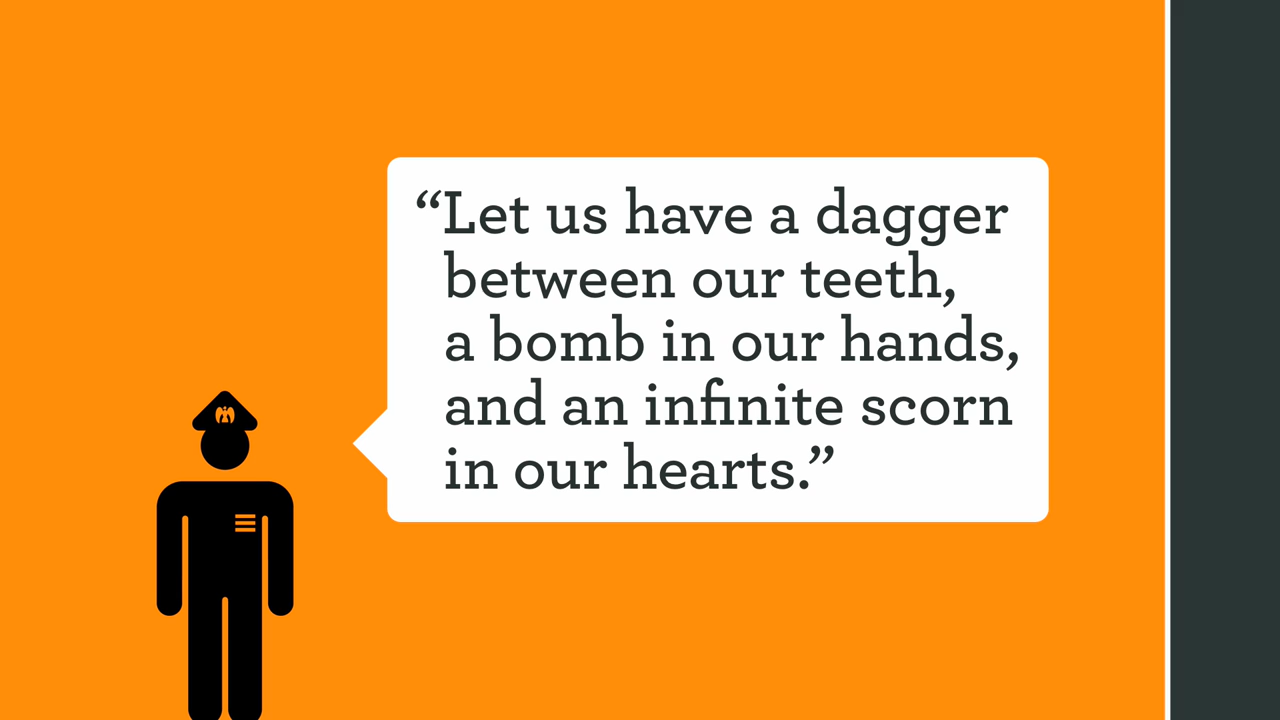 “Let us have a dagger
between our teeth,
a bomb in our hands,
and an infinite scorn
in our hearts.”